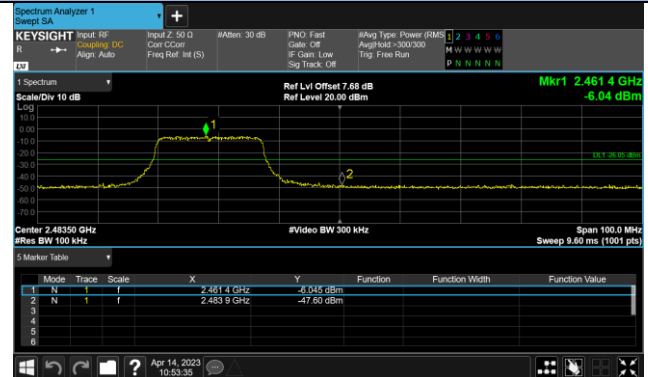 Spectrum Analyzer 1
Swept SA
+
KEYSIGHT Input: RF Input Z: 50 Ω #Atten: 30 dB PNO: Fast #Avg Type: Power (RMS 1 2 3 4 5 6
R Coupling: DC Corr CCorr Gate: Off Avg|Hold:>300/300 M W W W W W
Align: Auto Freq Ref: Int (S) IF Gain: Low Trig: Free Run
LXI Sig Track: Off P N N N N N
1 Spectrum Ref Lvl Offset 7.68 dB Mkr1 2.461 4 GHz
Scale/Div 10 dB Ref Level 20.00 dBm -6.04 dBm
Log
10.0
0.00 1
-10.0
-20.0 DL1 -26.05 dBm
-30.0
-40.0 2
-50.0
-60.0
-70.0
Center 2.48350 GHz #Video BW 300 kHz Span 100.0 MHz
#Res BW 100 kHz Sweep 9.60 ms (1001 pts)
5 Marker Table
Mode Trace Scale X Y Function Function Width Function Value
1 N 1 f 2.461 4 GHz -6.045 dBm
2 N 1 f 2.483 9 GHz -47.60 dBm
3
4
5
6
? Apr 14, 2023
10:53:35